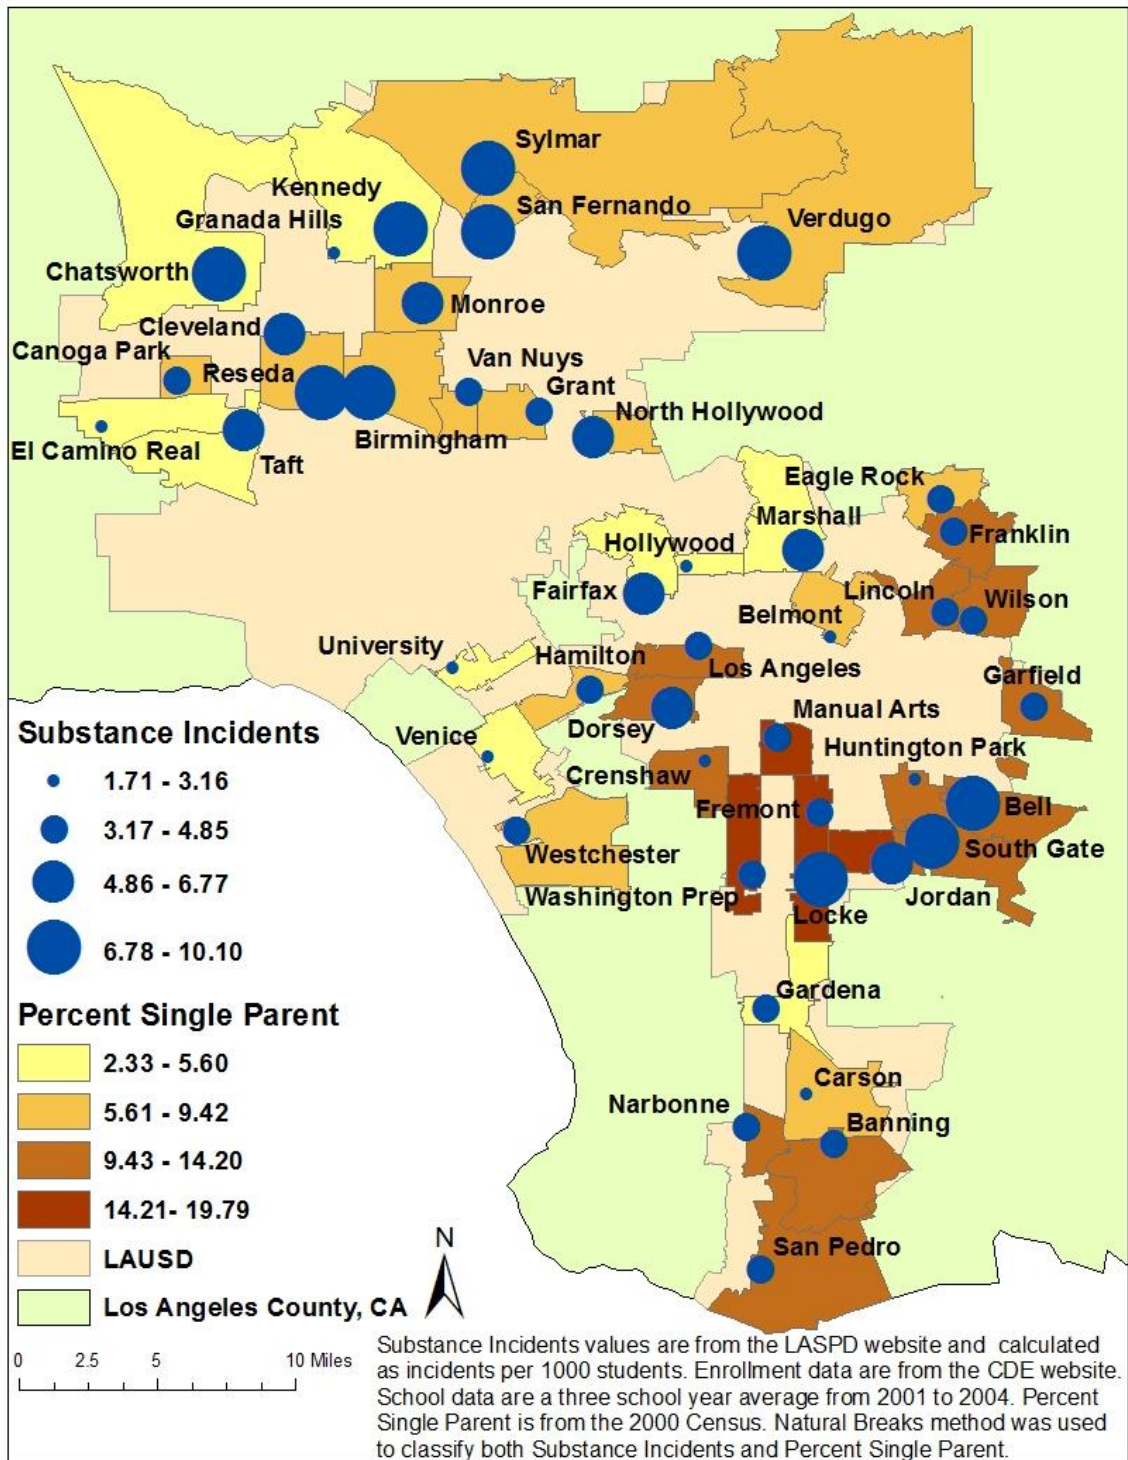 Sylmar
Kennedy
San Fernando
Granada Hills
Verdugo
Chatsworth
Monroe
Cleveland
Canoga Park
Van Nuys
Reseda
Grant
North Hollywood
Birmingham
El Camino Real
Taft
Eagle Rock
Marshall
Franklin
Hollywood
Fairfax
Lincoln
Wilson
Belmont
University
Hamilton
Los Angeles
Garfield
Manual Arts
Dorsey
Venice
Huntington Park
Crenshaw
Fremont
Bell
South Gate
Westchester
Washington Prep
Jordan
Locke
Gardena
Carson
Narbonne
Banning
San Pedro
Substance Incidents
1.71 - 3.16
3.17 - 4.85
4.86 - 6.77
6.78 - 10.10
Percent Single Parent
2.33 - 5.60
5.61 - 9.42
9.43 - 14.20
14.21- 19.79
LAUSD
Los Angeles County, CA
N
0 2.5 5 10 Miles
Substance Incidents values are from the LASPD website and calculated
as incidents per 1000 students. Enrollment data are from the CDE website.
School data are a three school year average from 2001 to 2004. Percent
Single Parent is from the 2000 Census. Natural Breaks method was used
to classify both Substance Incidents and Percent Single Parent.